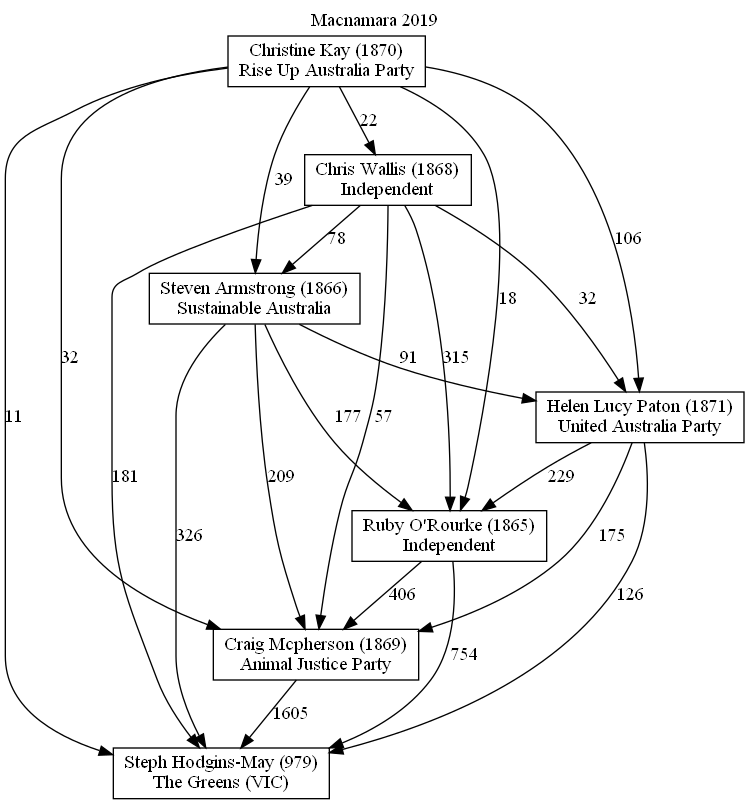 Macnamara 2019
Christine Kay (1870)
Rise Up Australia Party
22
Chris Wallis (1868)
Independent
39
78
106
Steven Armstrong (1866)
Sustainable Australia
18
32
32
91
315
11
177
57
Helen Lucy Paton (1871)
United Australia Party
181
209
229
326
Ruby O'Rourke (1865)
Independent
175
406
126
Craig Mcpherson (1869)
Animal Justice Party
754
1605
Steph Hodgins-May (979)
The Greens (VIC)